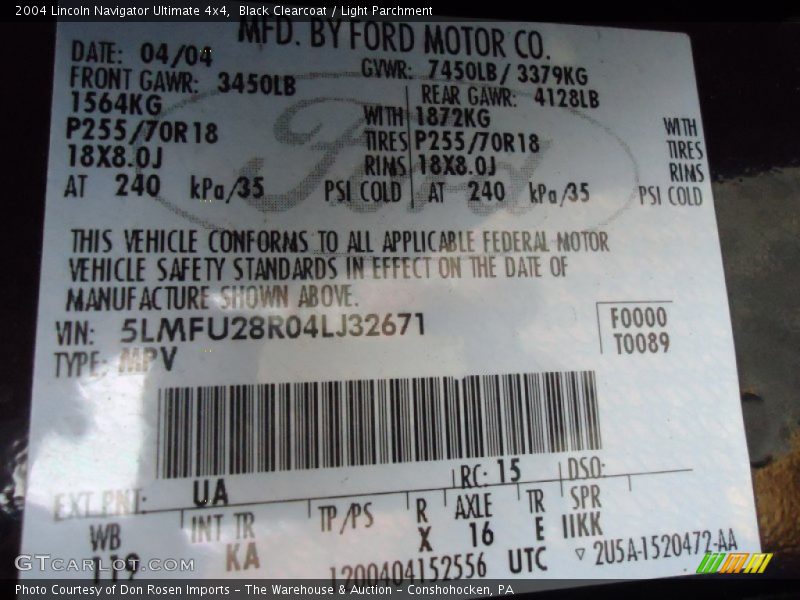 2004 Lincoln Navigator Ultimate 4x4,  Black Clearcoat / Light Parchment
MFD. BY FORD MOTOR CO.
DATE: 04/04
GVWR: 7450LB / 3379KG
FRONT GAWR: 3450LB
REAR GAWR: 4128LB
1564KG WITH 1872KG WITH
P255/70R18 TIRES P255/70R18 TIRES
18X8.0J RINS 18X8.0J RINS
AT 240 kPa/35 PSI COLD AT 240 kPa/35 PSI COLD
Ford
THIS VEHICLE CONFORMS TO ALL APPLICABLE FEDERAL MOTOR
VEHICLE SAFETY STANDARDS IN EFFECT ON THE DATE OF
MANUFACTURE SHOWN ABOVE.
VIN: 5LMFU28R04LJ32671
F0000
TYPE: MPV
T0089
EXT PNT: UA RC: 15 DSO:
WB INT TR TP/PS R AXLE TR SPR
119 KA X 16 E IIKK
1200404152556 UTC ▽ 2U5A-1520472-AA
GTCarlot.com
Photo Courtesy of Don Rosen Imports - The Warehouse & Auction - Conshohocken, PA